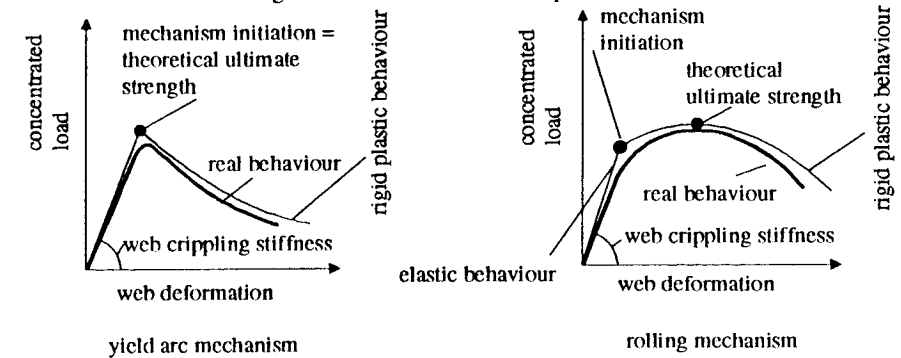 mechanism initiation =
theoretical ultimate
strength
concentrated
load
real behaviour
rigid plastic behaviour
web crippling stiffness
web deformation
yield arc mechanism
mechanism
initiation
theoretical
ultimate strength
concentrated
load
real behaviour
rigid plastic behaviour
web crippling stiffness
elastic behaviour
web deformation
rolling mechanism